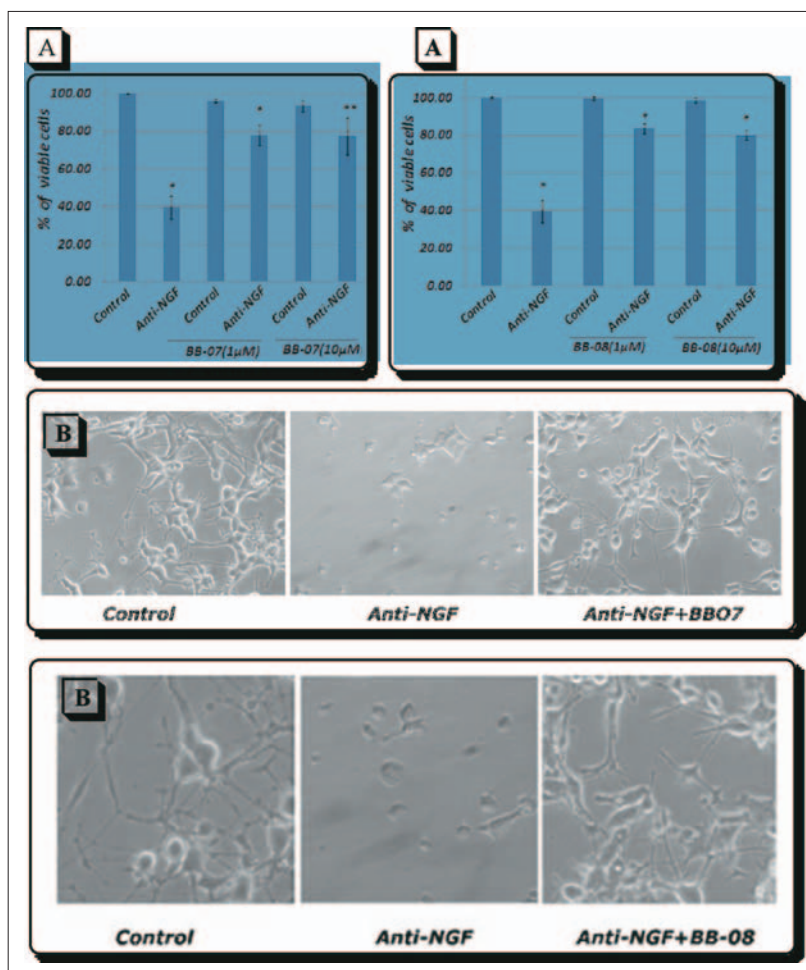 A
% of viable cells
100.00
80.00
60.00
40.00
20.00
0.00
*
*
**
Control
Anti-NGF
Control
Anti-NGF
Control
Anti-NGF
BB-07(1µM)
BB-07(10µM)
A
% of viable cells
100.00
80.00
60.00
40.00
20.00
0.00
*
*
*
Control
Anti-NGF
Control
Anti-NGF
Control
Anti-NGF
BB-08(1µM)
BB-08(10µM)
B
Control
Anti-NGF
Anti-NGF+BBO7
B
Control
Anti-NGF
Anti-NGF+BB-08